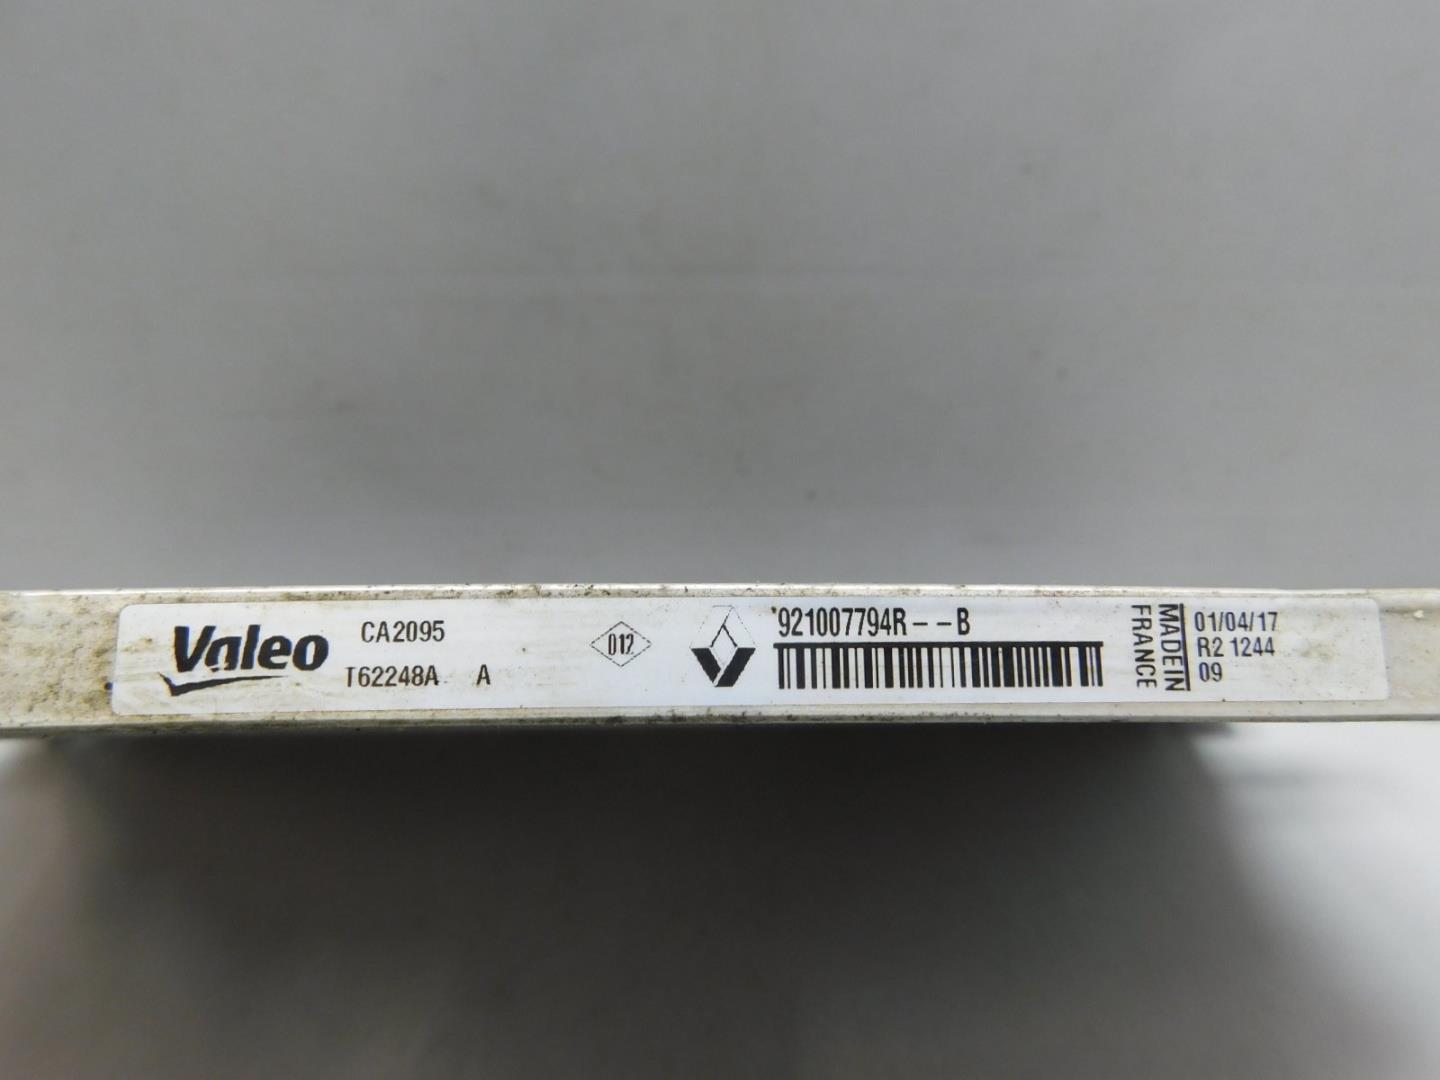 Valeo
CA2095
T62248A A
012
921007794R--B
MADE IN
FRANCE
01/04/17
R2 1244
09